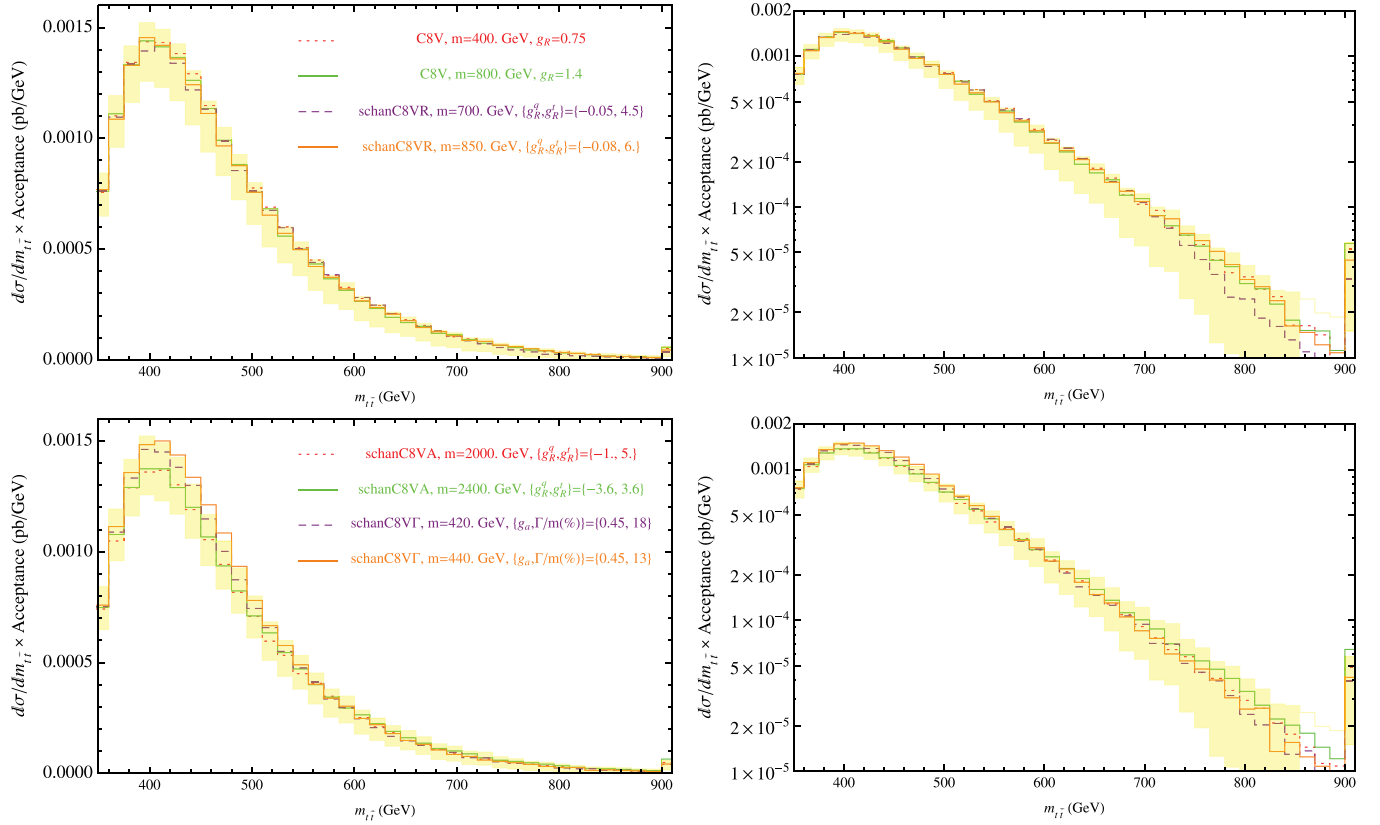 0.0015
0.0010
0.0005
0.0000
dσ/dm_{t t̄} × Acceptance (pb/GeV)
C8V, m=400. GeV, g_R=0.75
C8V, m=800. GeV, g_R=1.4
schanC8VR, m=700. GeV, {g_R^q,g_R^t}={−0.05, 4.5}
schanC8VR, m=850. GeV, {g_R^q,g_R^t}={−0.08, 6.}
400 500 600 700 800 900
m_{t t̄} (GeV)
0.002
0.001
5×10⁻⁴
2×10⁻⁴
1×10⁻⁴
5×10⁻⁵
2×10⁻⁵
1×10⁻⁵
dσ/dm_{t t̄} × Acceptance (pb/GeV)
400 500 600 700 800 900
m_{t t̄} (GeV)
0.0015
0.0010
0.0005
0.0000
dσ/dm_{t t̄} × Acceptance (pb/GeV)
schanC8VA, m=2000. GeV, {g_R^q,g_R^t}={−1., 5.}
schanC8VA, m=2400. GeV, {g_R^q,g_R^t}={−3.6, 3.6}
schanC8VΓ, m=420. GeV, {g_a,Γ/m(%)}={0.45, 18}
schanC8VΓ, m=440. GeV, {g_a,Γ/m(%)}={0.45, 13}
400 500 600 700 800 900
m_{t t̄} (GeV)
0.002
0.001
5×10⁻⁴
2×10⁻⁴
1×10⁻⁴
5×10⁻⁵
2×10⁻⁵
1×10⁻⁵
dσ/dm_{t t̄} × Acceptance (pb/GeV)
400 500 600 700 800 900
m_{t t̄} (GeV)